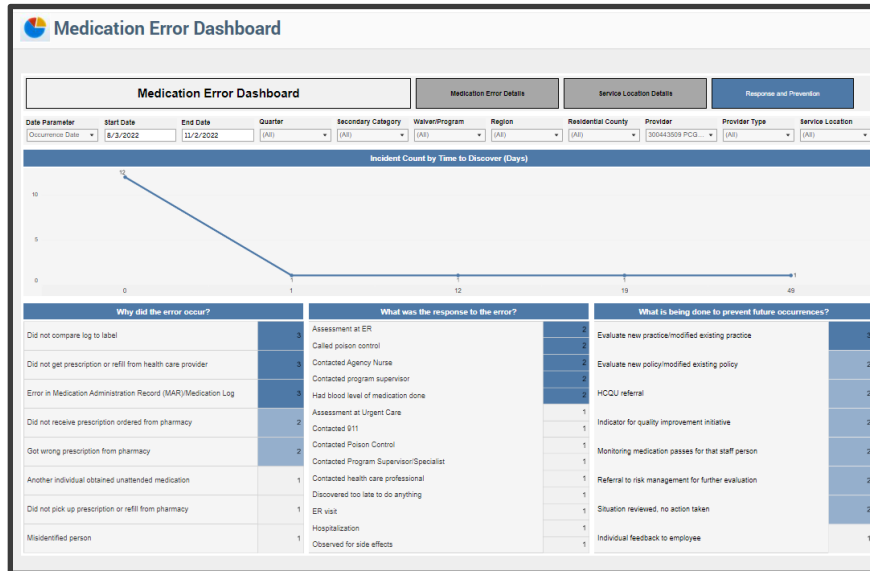 Medication Error Dashboard
Medication Error Dashboard
Medication Error Details
Service Location Details
Response and Prevention
Date Parameter Start Date End Date Quarter Secondary Category Waiver/Program Region Residential County Provider Provider Type Service Location
Occurrence Date 8/3/2022 11/2/2022 (All) (All) (All) (All) (All) 300443509 PCQ... (All) (All)
Incident Count by Time to Discover (Days)
12
10
5
0
1 1 1 1
0 1 12 19 49
Why did the error occur?
Did not compare log to label 3
Did not get prescription or refill from health care provider 3
Error in Medication Administration Record (MAR)/Medication Log 3
Did not receive prescription ordered from pharmacy 2
Got wrong prescription from pharmacy 2
Another individual obtained unattended medication 1
Did not pick up prescription or refill from pharmacy 1
Misidentified person 1
What was the response to the error?
Assessment at ER 2
Called poison control 2
Contacted Agency Nurse 2
Contacted program supervisor 2
Had blood level of medication done 2
Assessment at Urgent Care 1
Contacted 911 1
Contacted Poison Control 1
Contacted Program Supervisor/Specialist 1
Contacted health care professional 1
Discovered too late to do anything 1
ER visit 1
Hospitalization 1
Observed for side effects 1
What is being done to prevent future occurrences?
Evaluate new practice/modified existing practice 3
Evaluate new policy/modified existing policy 2
HCQU referral 2
Indicator for quality improvement initiative 2
Monitoring medication passes for that staff person 2
Referral to risk management for further evaluation 2
Situation reviewed, no action taken 2
Individual feedback to employee 1